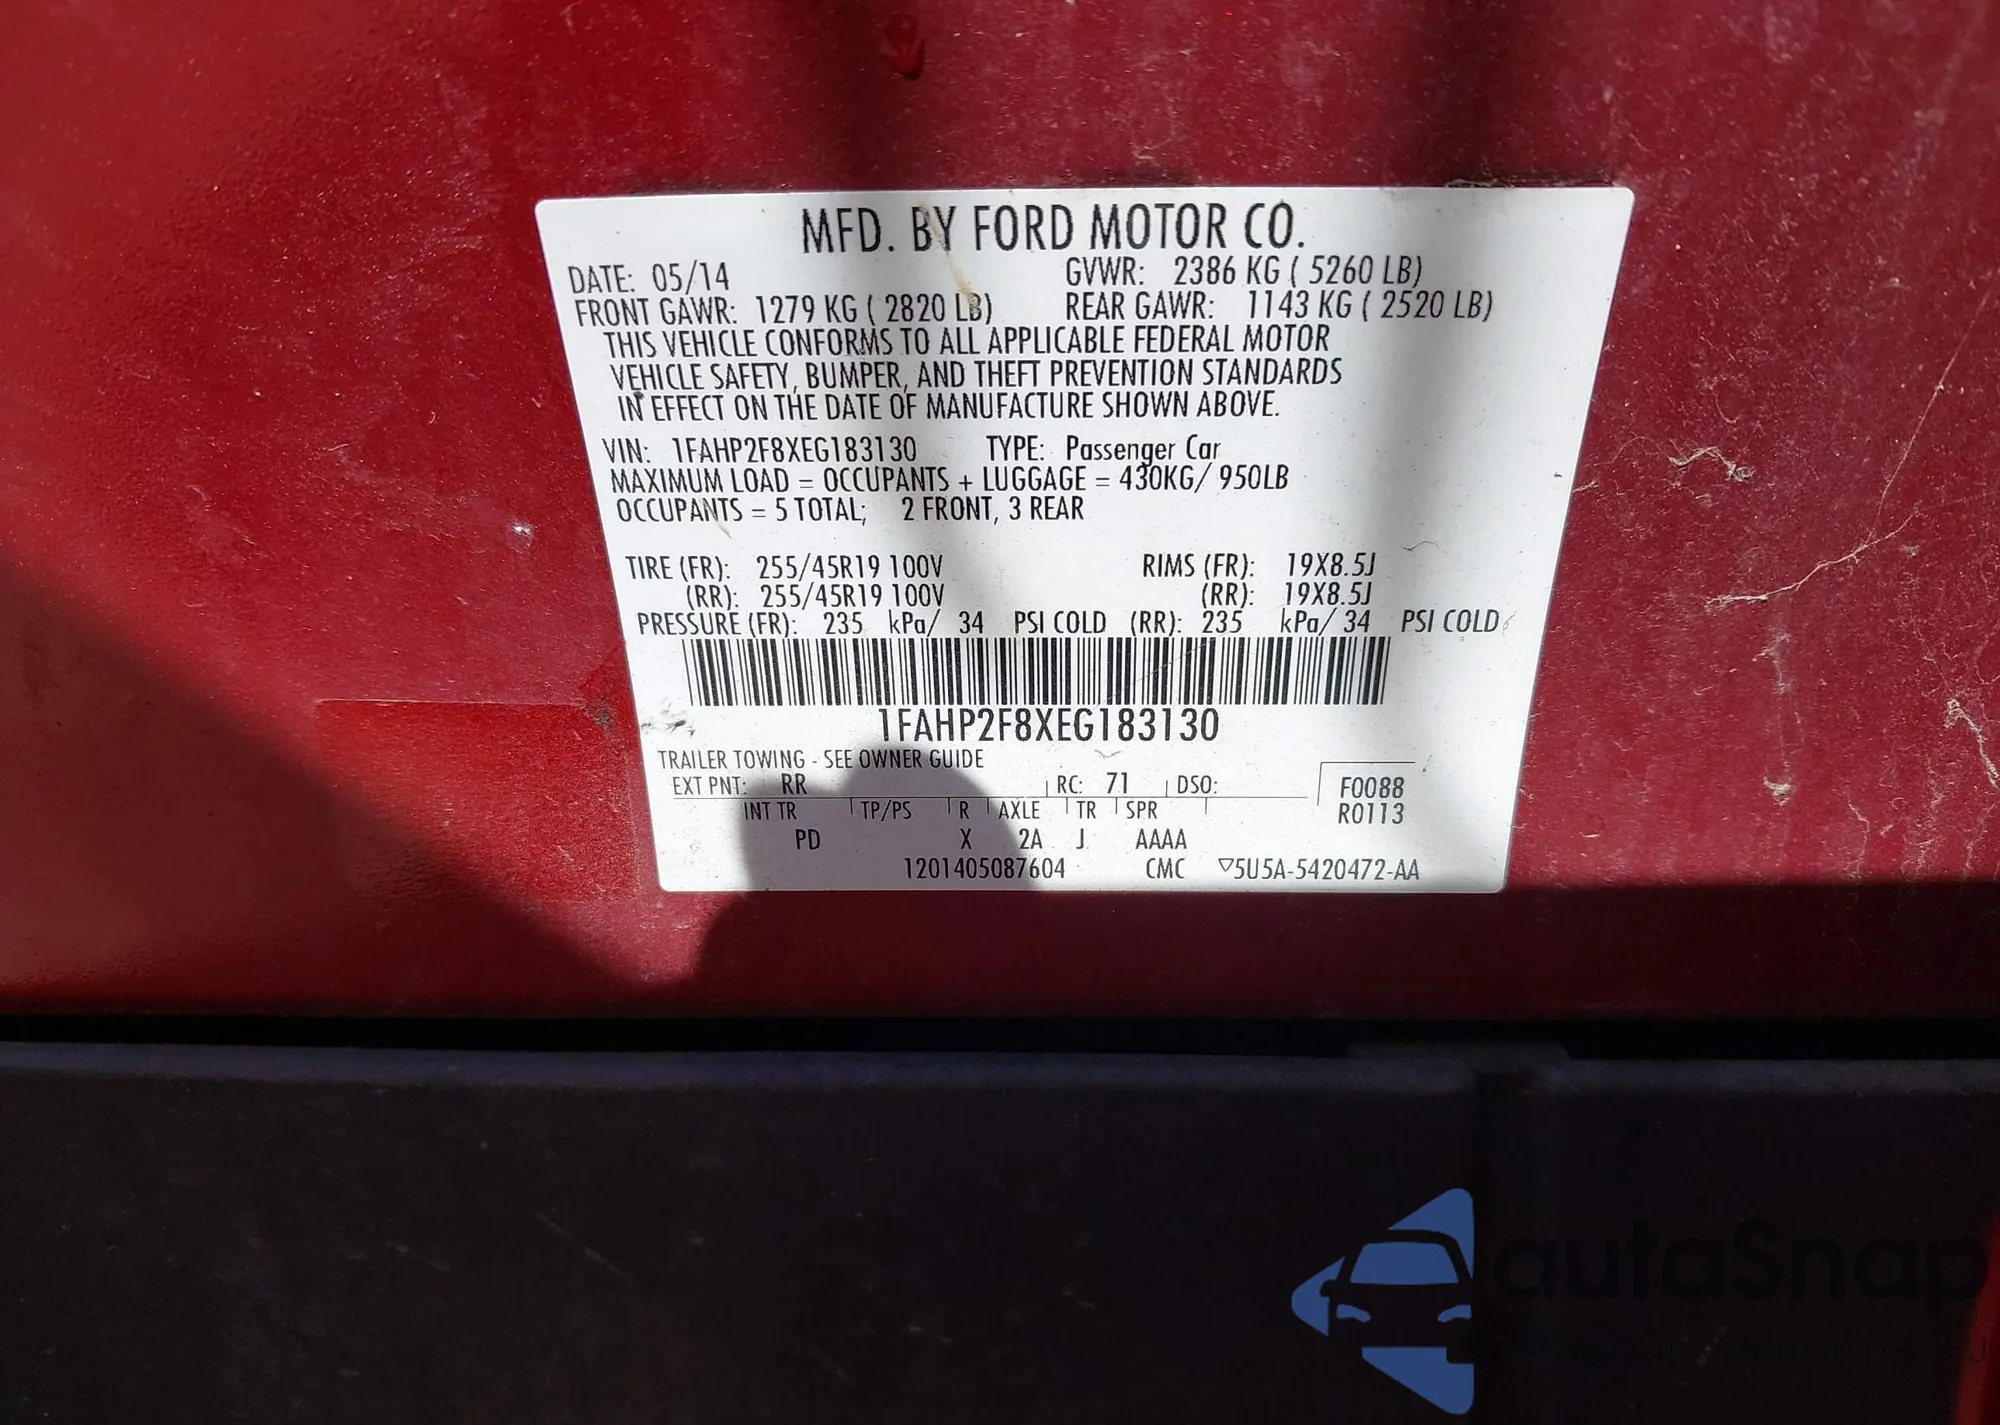 MFD. BY FORD MOTOR CO.
DATE: 05/14 GVWR: 2386 KG ( 5260 LB)
FRONT GAWR: 1279 KG ( 2820 LB) REAR GAWR: 1143 KG ( 2520 LB)
THIS VEHICLE CONFORMS TO ALL APPLICABLE FEDERAL MOTOR
VEHICLE SAFETY, BUMPER, AND THEFT PREVENTION STANDARDS
IN EFFECT ON THE DATE OF MANUFACTURE SHOWN ABOVE.
VIN: 1FAHP2F8XEG183130 TYPE: Passenger Car
MAXIMUM LOAD = OCCUPANTS + LUGGAGE = 430KG/ 950LB
OCCUPANTS = 5 TOTAL; 2 FRONT, 3 REAR
TIRE (FR): 255/45R19 100V RIMS (FR): 19X8.5J
(RR): 255/45R19 100V (RR): 19X8.5J
PRESSURE (FR): 235 kPa/ 34 PSI COLD (RR): 235 kPa/ 34 PSI COLD
1FAHP2F8XEG183130
TRAILER TOWING - SEE OWNER GUIDE
EXT PNT: RR RC: 71 DSO: F0088
INT TR TP/PS R AXLE TR SPR R0113
PD X 2A J AAAA
1201405087604 CMC ▽5U5A-5420472-AA
autoSnap